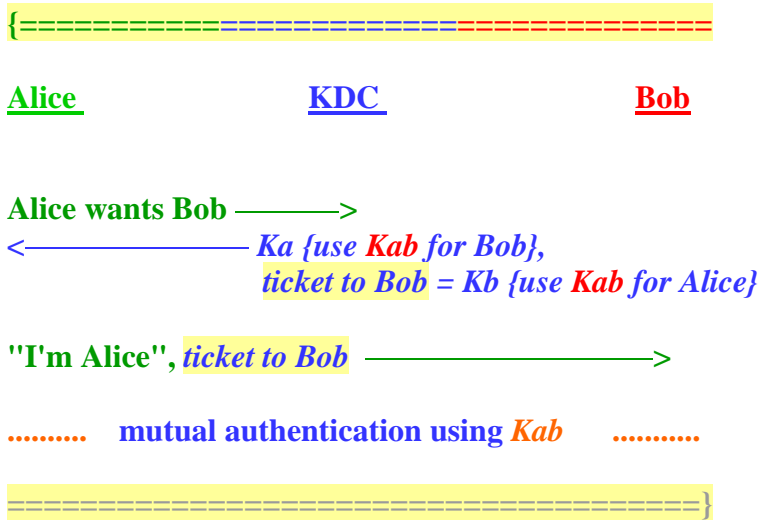 {=======================================
Alice KDC Bob
Alice wants Bob ———>
<——————— Ka {use Kab for Bob},
ticket to Bob = Kb {use Kab for Alice}
"I'm Alice", ticket to Bob ————————>
.......... mutual authentication using Kab ...........
======================================}